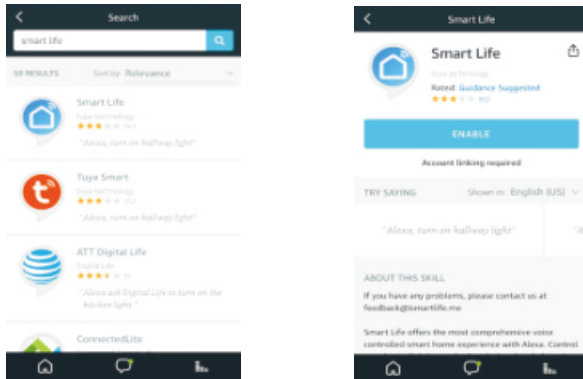 Search
smart life
59 RESULTS Sort by: Relevance
Smart Life
tuya technology
"Alexa, turn on hallway light"
Tuya Smart
tuya technology
"Alexa, turn on hallway light"
ATT Digital Life
Digital Life
"Alexa ask Digital Life to turn on the
kitchen light."
ConnectedLite
Smart Life
Smart Life
tuya technology
Rated: Guidance Suggested
ENABLE
Account linking required
TRY SAYING Shown in: English (US)
"Alexa, turn on hallway light"
"A
ABOUT THIS SKILL
If you have any problems, please contact us at
feedback@ismartlife.me
Smart Life offers the most comprehensive voice
controlled smart home experience with Alexa. Control